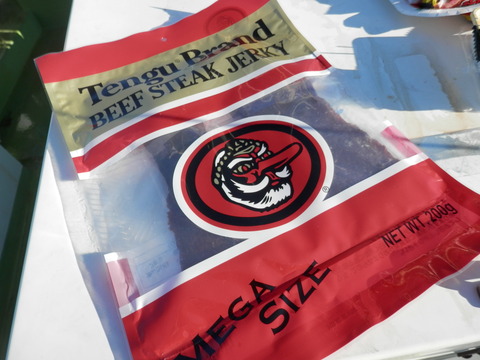 Tengu Brand
BEEF STEAK JERKY
®
NET WT. 200g
MEGA
SIZE